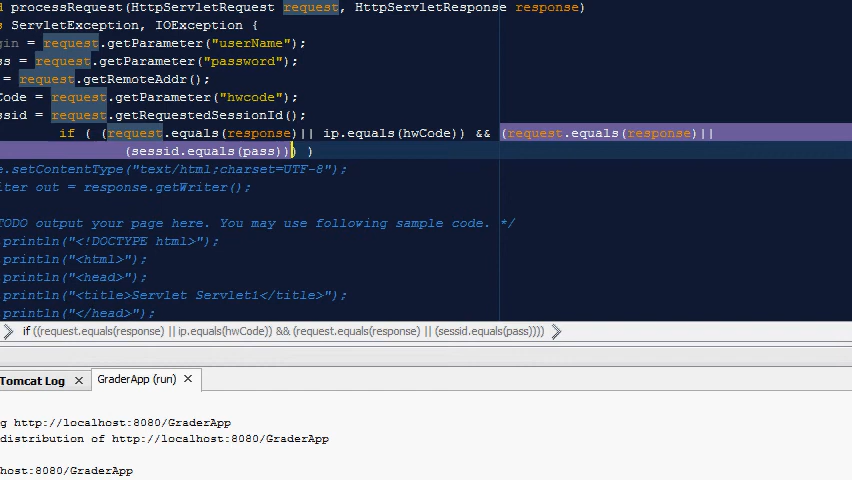 d processRequest(HttpServletRequest request, HttpServletResponse response)
s ServletException, IOException {
gin = request.getParameter("userName");
ss = request.getParameter("password");
= request.getRemoteAddr();
Code = request.getParameter("hwcode");
ssid = request.getRequestedSessionId();
if ( (request.equals(response)|| ip.equals(hwCode)) && (request.equals(response)||
(sessid.equals(pass))) )
e.setContentType("text/html;charset=UTF-8");
iter out = response.getWriter();
TODO output your page here. You may use following sample code. */
println("<!DOCTYPE html>");
println("<html>");
println("<head>");
println("<title>Servlet Servlet1</title>");
println("</head>");
if ((request.equals(response) || ip.equals(hwCode)) && (request.equals(response) || (sessid.equals(pass))))
Tomcat Log
GraderApp (run)
g http://localhost:8080/GraderApp
distribution of http://localhost:8080/GraderApp
host:8080/GraderApp